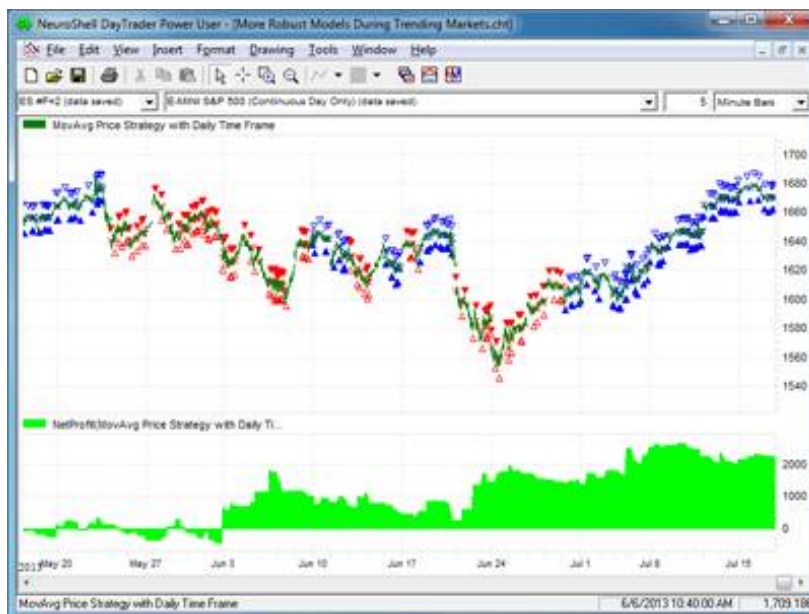 NeuroShell DayTrader Power User - [More Robust Models During Trending Markets.cht]
File Edit View Insert Format Drawing Tools Window Help
ES #F=2 (data saved) E-Mini S&P 500 (Continuous Day Only) (data saved) 5 Minute Bars
MovAvg Price Strategy with Daily Time Frame
1700
1680
1660
1640
1620
1600
1580
1560
1540
NetProfit(MovAvg Price Strategy with Daily Ti...
2000
1000
0
2013 May 20 May 27 Jun 3 Jun 10 Jun 17 Jun 24 Jul 1 Jul 8 Jul 15
MovAvg Price Strategy with Daily Time Frame 6/6/2013 10:40:00 AM